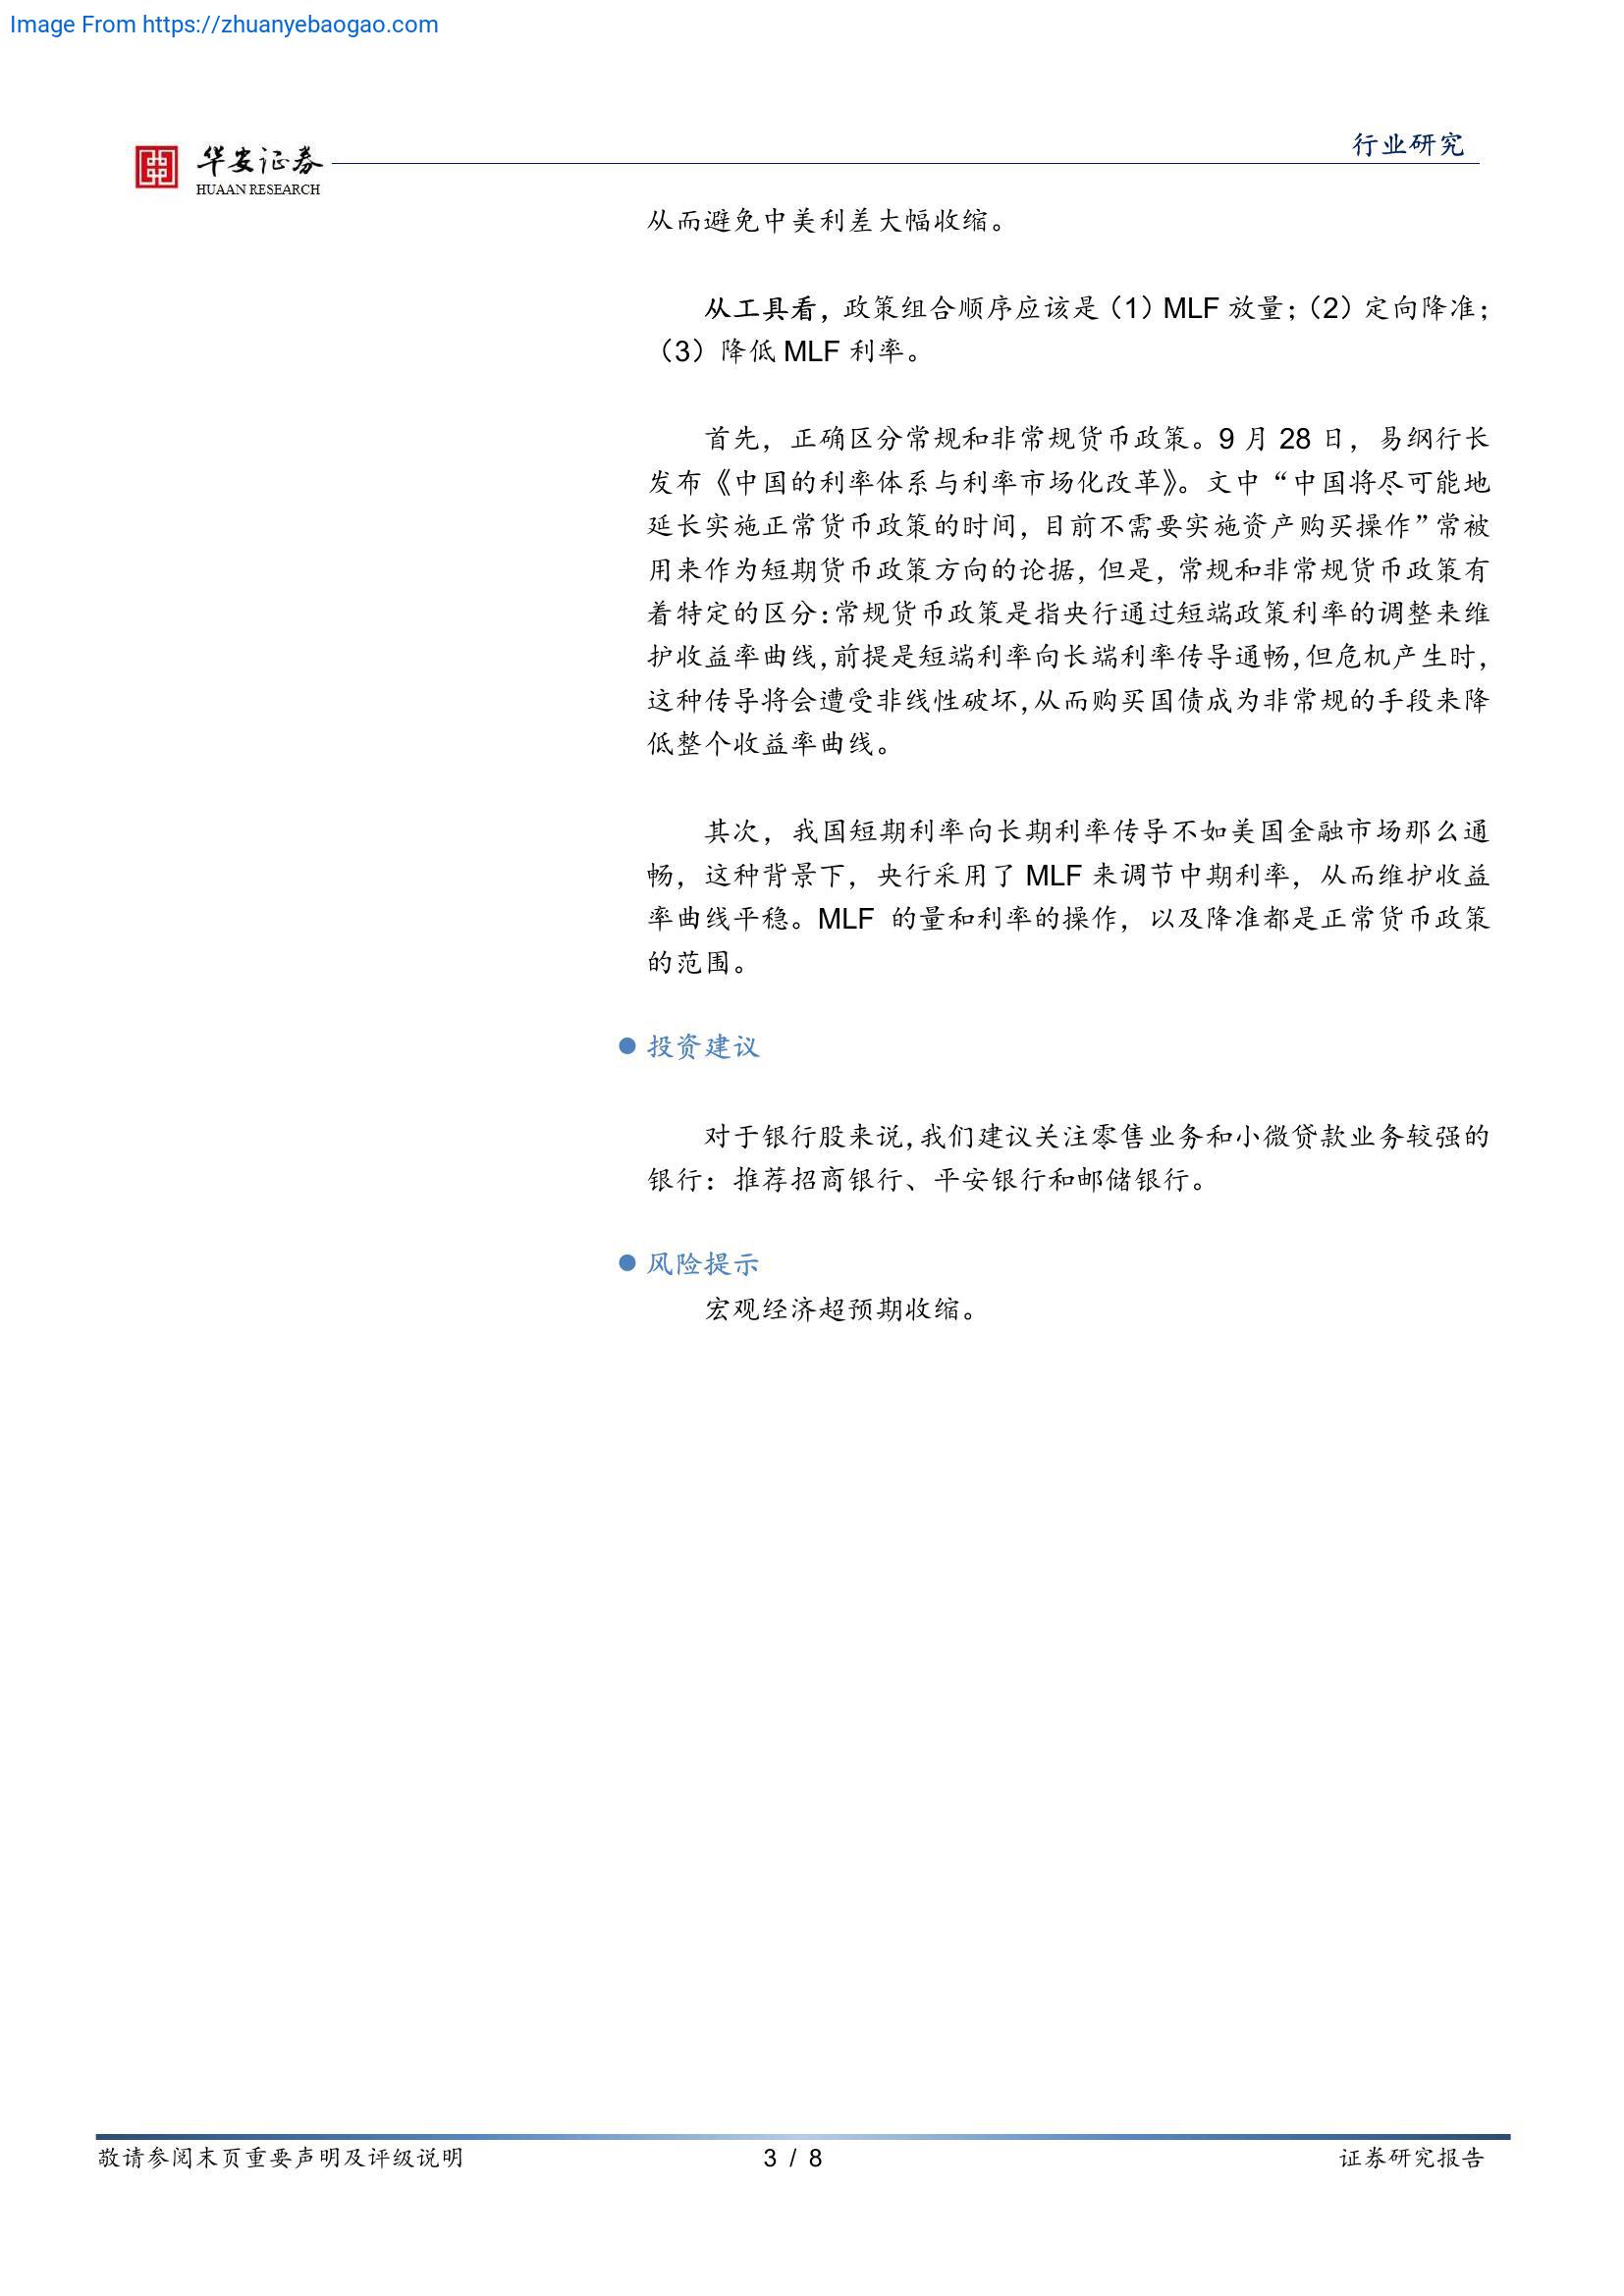 Image From https://zhuanyebaogao.com
行业研究
华安证券
HUAAN RESEARCH
从而避免中美利差大幅收缩。
从工具看，政策组合顺序应该是（1）MLF 放量；（2）定向降准；
（3）降低 MLF 利率。
首先，正确区分常规和非常规货币政策。9 月 28 日，易纲行长
发布《中国的利率体系与利率市场化改革》。文中“中国将尽可能地
延长实施正常货币政策的时间，目前不需要实施资产购买操作”常被
用来作为短期货币政策方向的论据，但是，常规和非常规货币政策有
着特定的区分：常规货币政策是指央行通过短端政策利率的调整来维
护收益率曲线，前提是短端利率向长端利率传导通畅，但危机产生时，
这种传导将会遭受非线性破坏，从而购买国债成为非常规的手段来降
低整个收益率曲线。
其次，我国短期利率向长期利率传导不如美国金融市场那么通
畅，这种背景下，央行采用了 MLF 来调节中期利率，从而维护收益
率曲线平稳。MLF 的量和利率的操作，以及降准都是正常货币政策
的范围。
● 投资建议
对于银行股来说，我们建议关注零售业务和小微贷款业务较强的
银行：推荐招商银行、平安银行和邮储银行。
● 风险提示
宏观经济超预期收缩。
敬请参阅末页重要声明及评级说明
3 / 8
证券研究报告